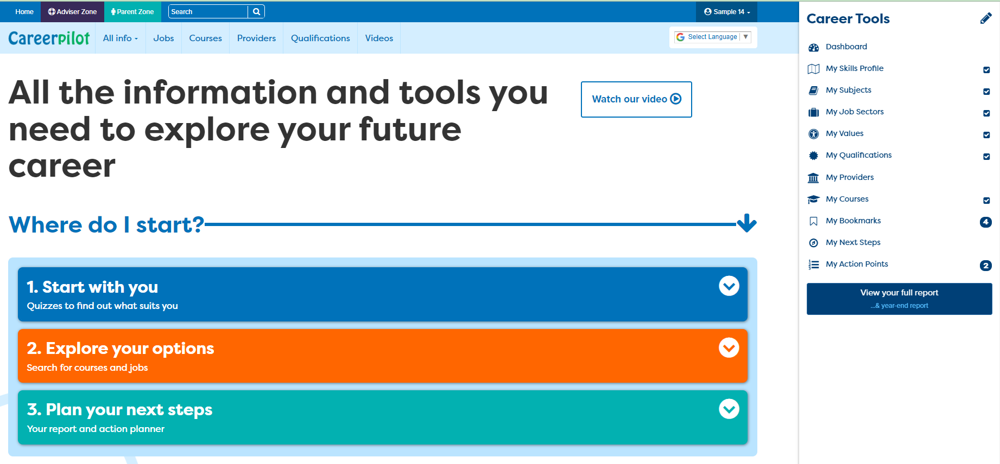 Home
Adviser Zone
Parent Zone
Search
Sample 14
Careerpilot
All info
Jobs
Courses
Providers
Qualifications
Videos
Select Language
All the information and tools you
need to explore your future
career
Watch our video
Where do I start?
1. Start with you
Quizzes to find out what suits you
2. Explore your options
Search for courses and jobs
3. Plan your next steps
Your report and action planner
Career Tools
Dashboard
My Skills Profile
My Subjects
My Job Sectors
My Values
My Qualifications
My Providers
My Courses
My Bookmarks 4
My Next Steps
My Action Points 2
View your full report
...& year-end report